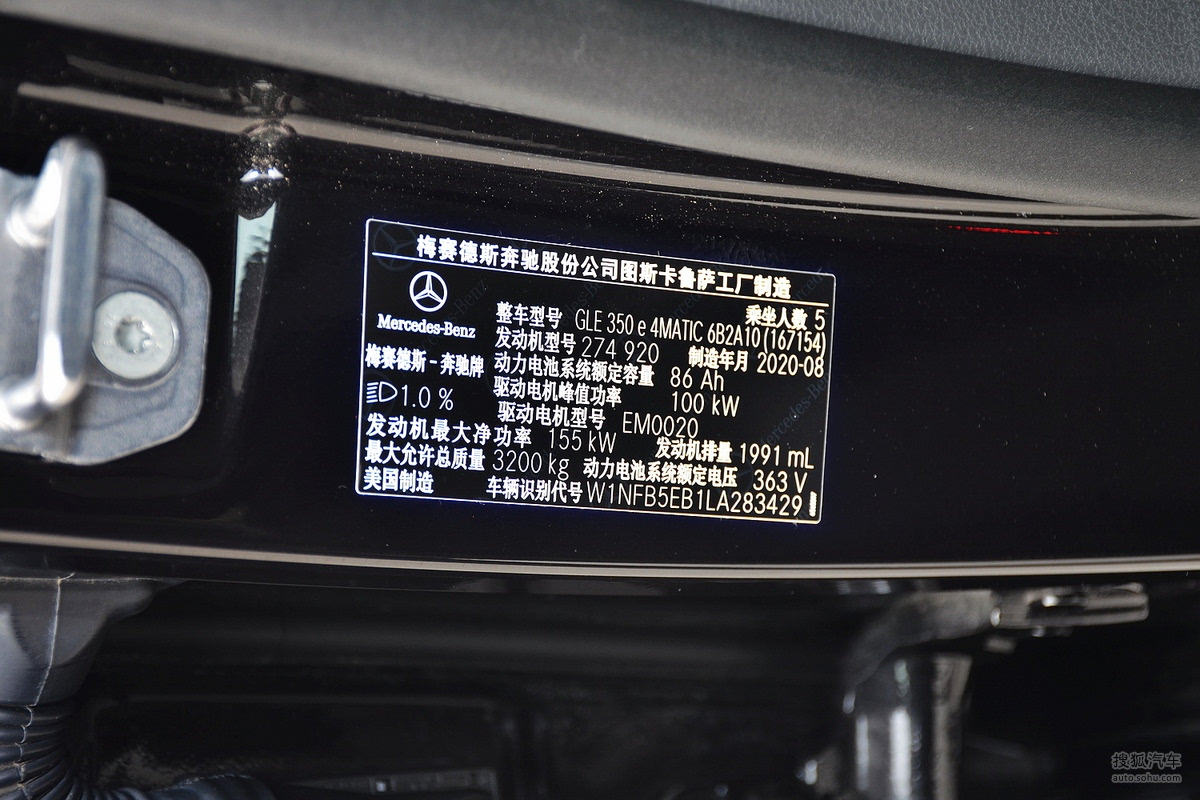 梅赛德斯奔驰股份公司图斯卡鲁萨工厂制造
Mercedes-Benz
乘坐人数 5
整车型号 GLE 350 e 4MATIC 6B2A10 (167154)
发动机型号 274 920 制造年月 2020-08
梅赛德斯-奔驰牌 动力电池系统额定容量 86 Ah
驱动电机峰值功率 100 kW
1.0 % 驱动电机型号 EM0020
发动机最大净功率 155 kW 发动机排量 1991 mL
最大允许总质量 3200 kg 动力电池系统额定电压 363 V
美国制造 车辆识别代号 W1NFB5EB1LA283429
搜狐汽车
auto.sohu.com